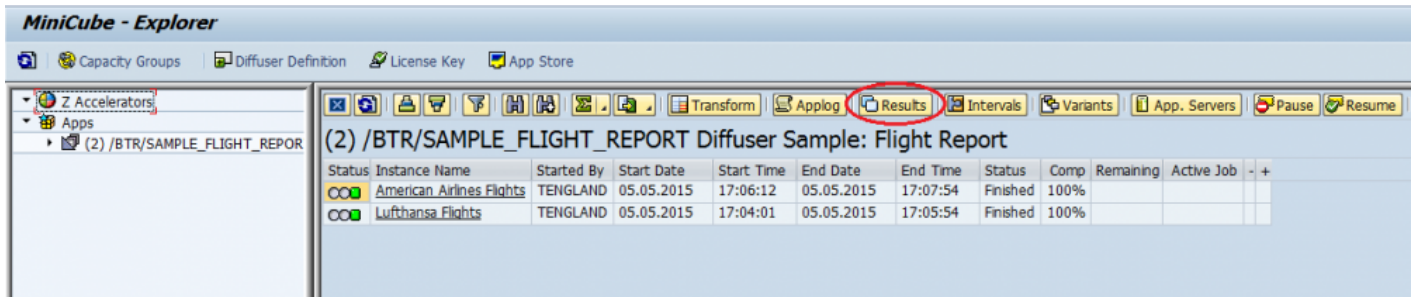 MiniCube - Explorer
Capacity Groups Diffuser Definition License Key App Store
Z Accelerators
Apps
(2) /BTR/SAMPLE_FLIGHT_REPOR
Transform Applog Results Intervals Variants App. Servers Pause Resume
(2) /BTR/SAMPLE_FLIGHT_REPORT Diffuser Sample: Flight Report
Status Instance Name Started By Start Date Start Time End Date End Time Status Comp Remaining Active Job - +
American Airlines Flights TENGLAND 05.05.2015 17:06:12 05.05.2015 17:07:54 Finished 100%
Lufthansa Flights TENGLAND 05.05.2015 17:04:01 05.05.2015 17:05:54 Finished 100%